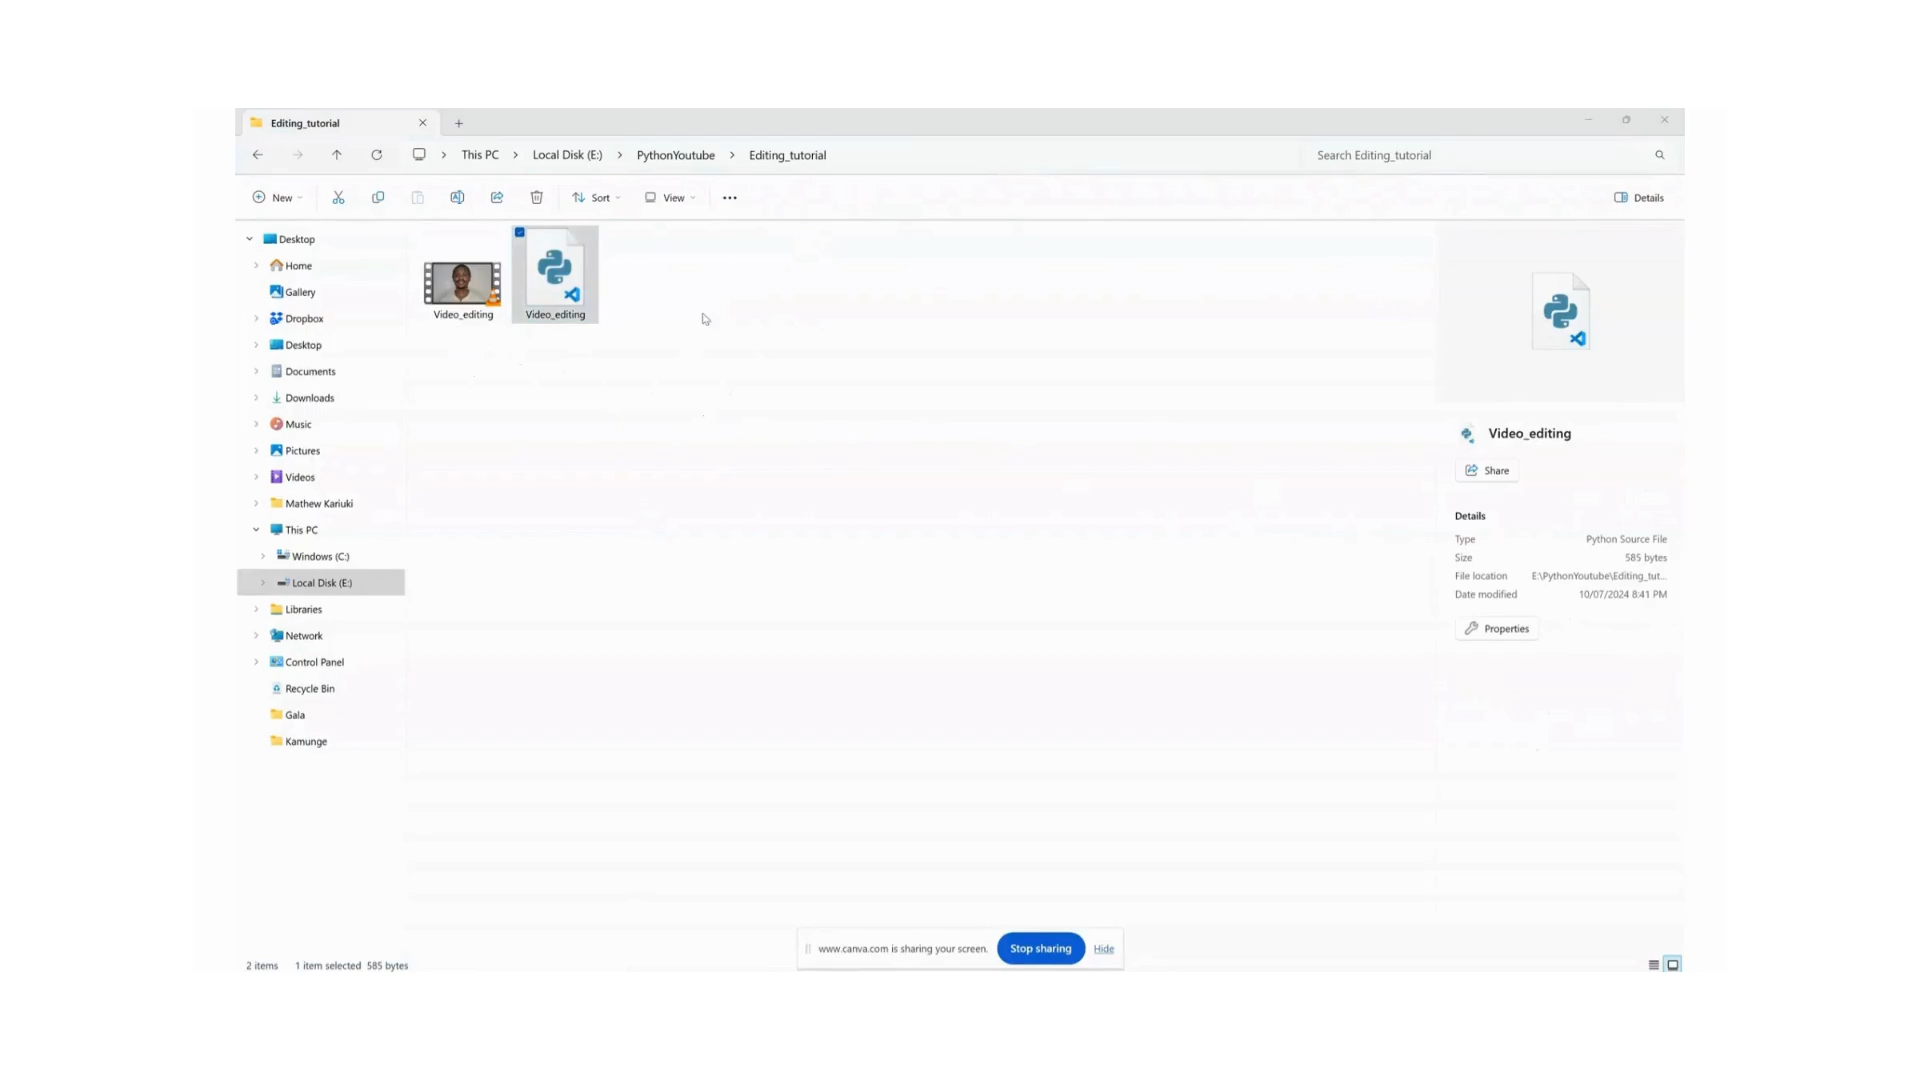 Editing_tutorial
This PC > Local Disk (E:) > PythonYoutube > Editing_tutorial
Search Editing_tutorial
New
Sort
View
Details
Desktop
Home
Gallery
Dropbox
Desktop
Documents
Downloads
Music
Pictures
Videos
Mathew Kariuki
This PC
Windows (C:)
Local Disk (E:)
Libraries
Network
Control Panel
Recycle Bin
Gala
Kamunge
Video_editing
Video_editing
Video_editing
Share
Details
Type Python Source File
Size 585 bytes
File location E:\PythonYoutube\Editing_tut...
Date modified 10/07/2024 8:41 PM
Properties
www.canva.com is sharing your screen. Stop sharing Hide
2 items 1 item selected 585 bytes